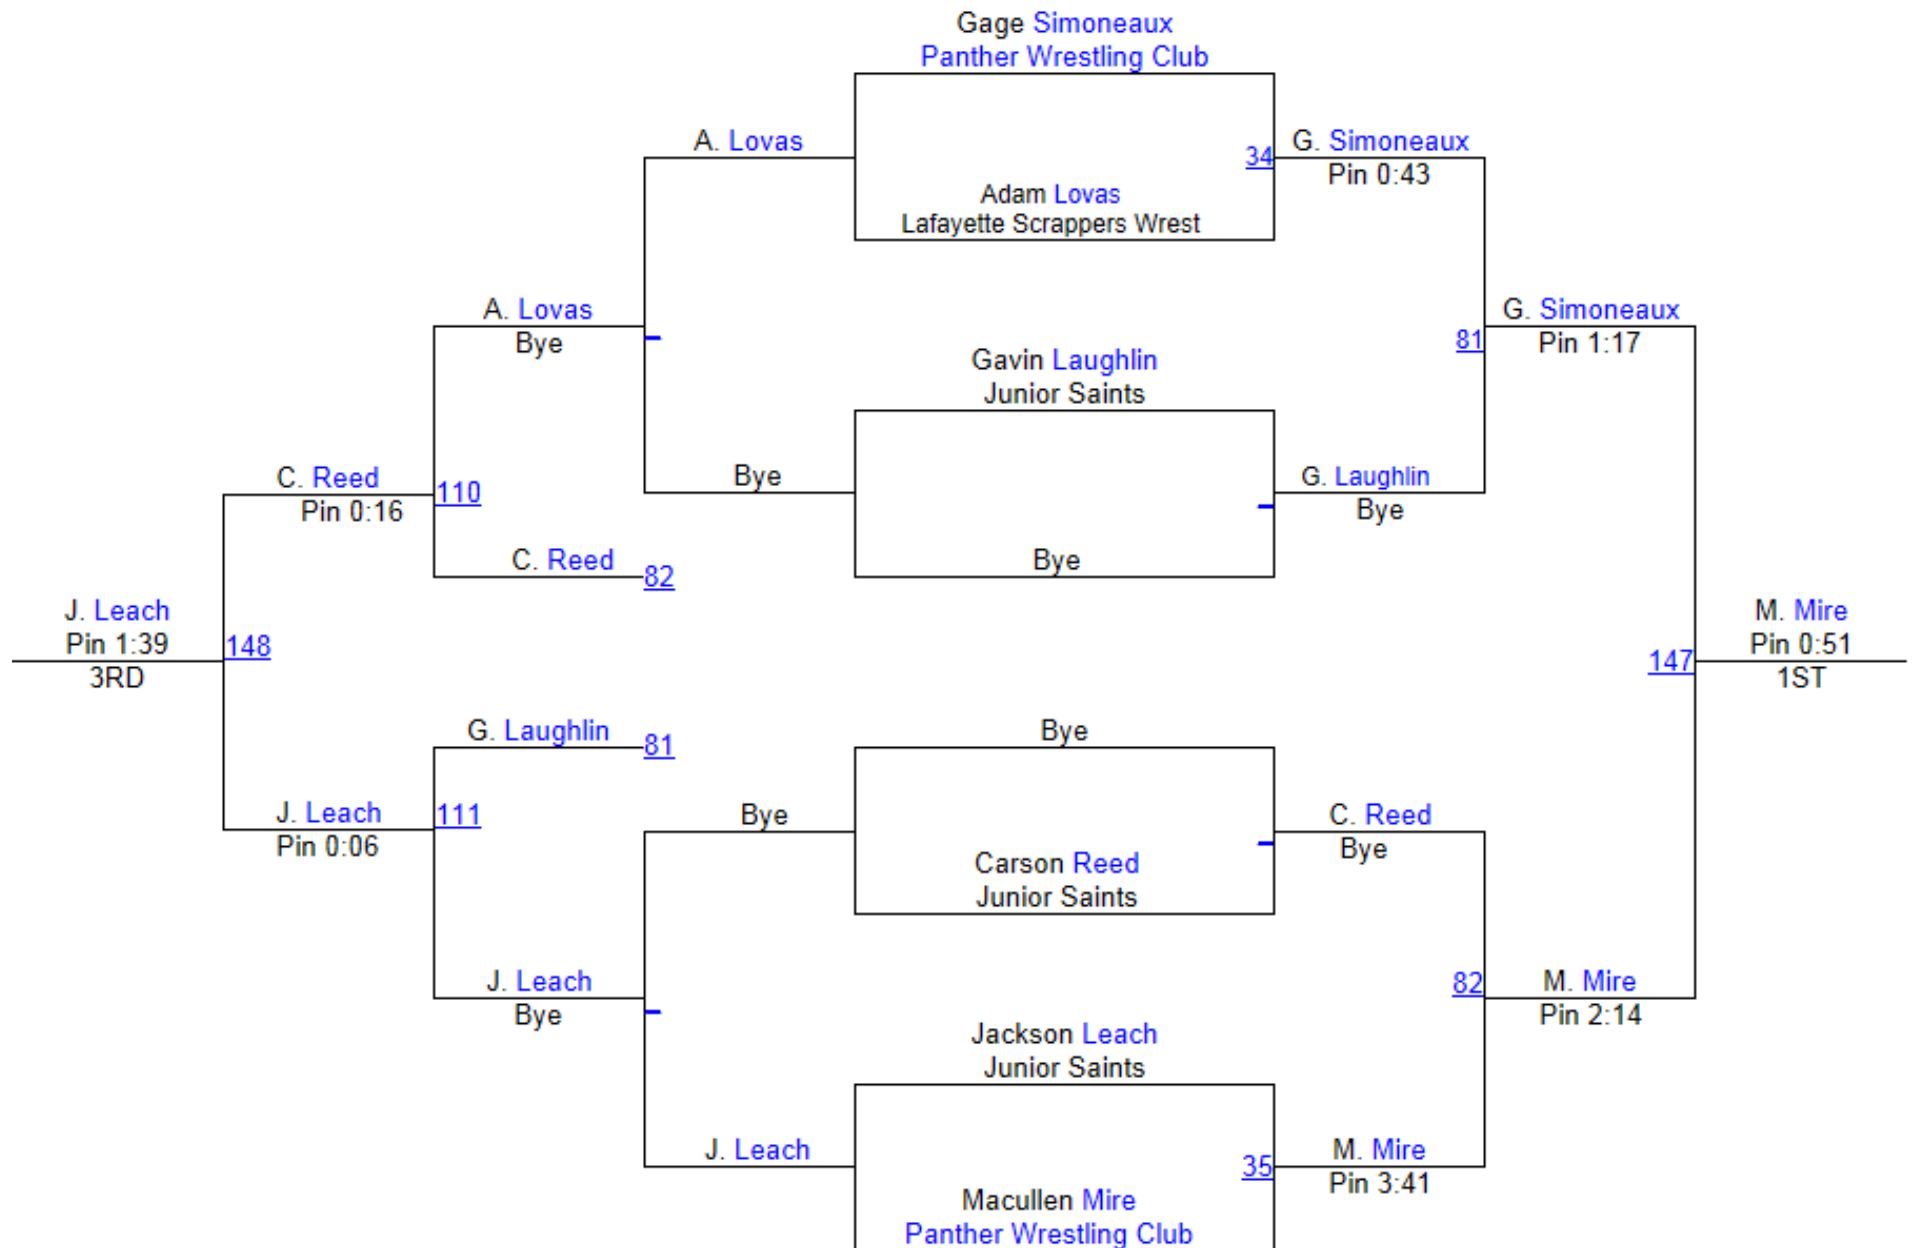 Gage Simoneaux
Panther Wrestling Club
A. Lovas
34
G. Simoneaux
Pin 0:43
Adam Lovas
Lafayette Scrappers Wrest
A. Lovas
Bye
81
G. Simoneaux
Pin 1:17
Gavin Laughlin
Junior Saints
C. Reed
Pin 0:16
110
Bye
G. Laughlin
Bye
C. Reed
82
Bye
J. Leach
Pin 1:39
3RD
148
147
M. Mire
Pin 0:51
1ST
G. Laughlin
81
Bye
J. Leach
Pin 0:06
111
Bye
C. Reed
Bye
Carson Reed
Junior Saints
J. Leach
Bye
82
M. Mire
Pin 2:14
Jackson Leach
Junior Saints
J. Leach
35
M. Mire
Pin 3:41
Macullen Mire
Panther Wrestling Club